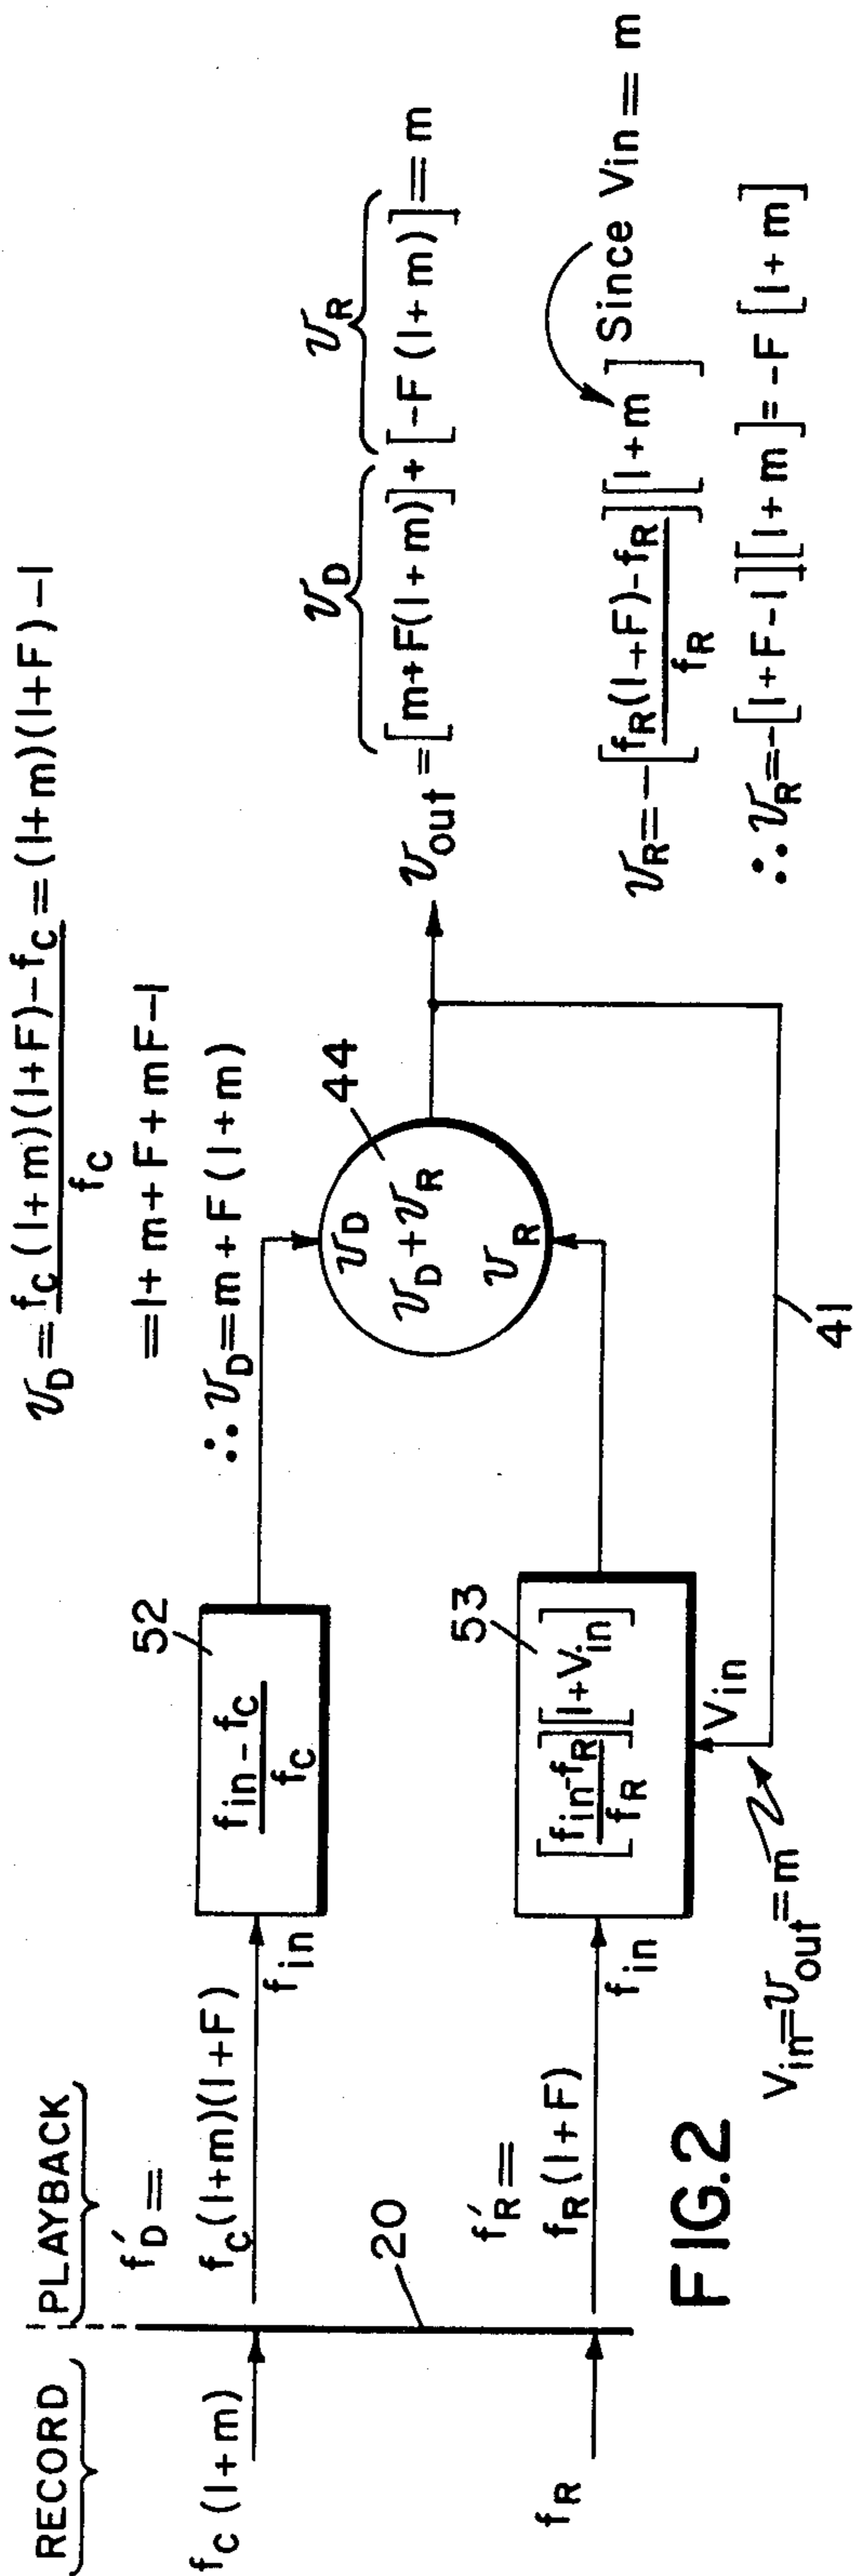 RECORD
PLAYBACK
f_C (1+m)
f'_D =
f_C (1+m)(1+F)
f_in
20
f_R
f'_R =
f_R (1+F)
f_in
52
f_in - f_C / f_C
53
[f_in - f_R / f_R][1+V_in]
V_in
V_in = v_out = m
41
44
v_D
v_D + v_R
v_R
v_D = f_C (1+m)(1+F) - f_C / f_C = (1+m)(1+F) - 1
= 1+m+F+mF-1
∴ v_D = m+F (1+m)
v_D
v_R
v_out = [m+F(1+m)] + [-F (1+m)] = m
v_R = -[f_R (1+F) - f_R / f_R][1+m] Since V_in = m
∴ v_R = -[1+F-1][1+m] = -F [1+m]
FIG.2